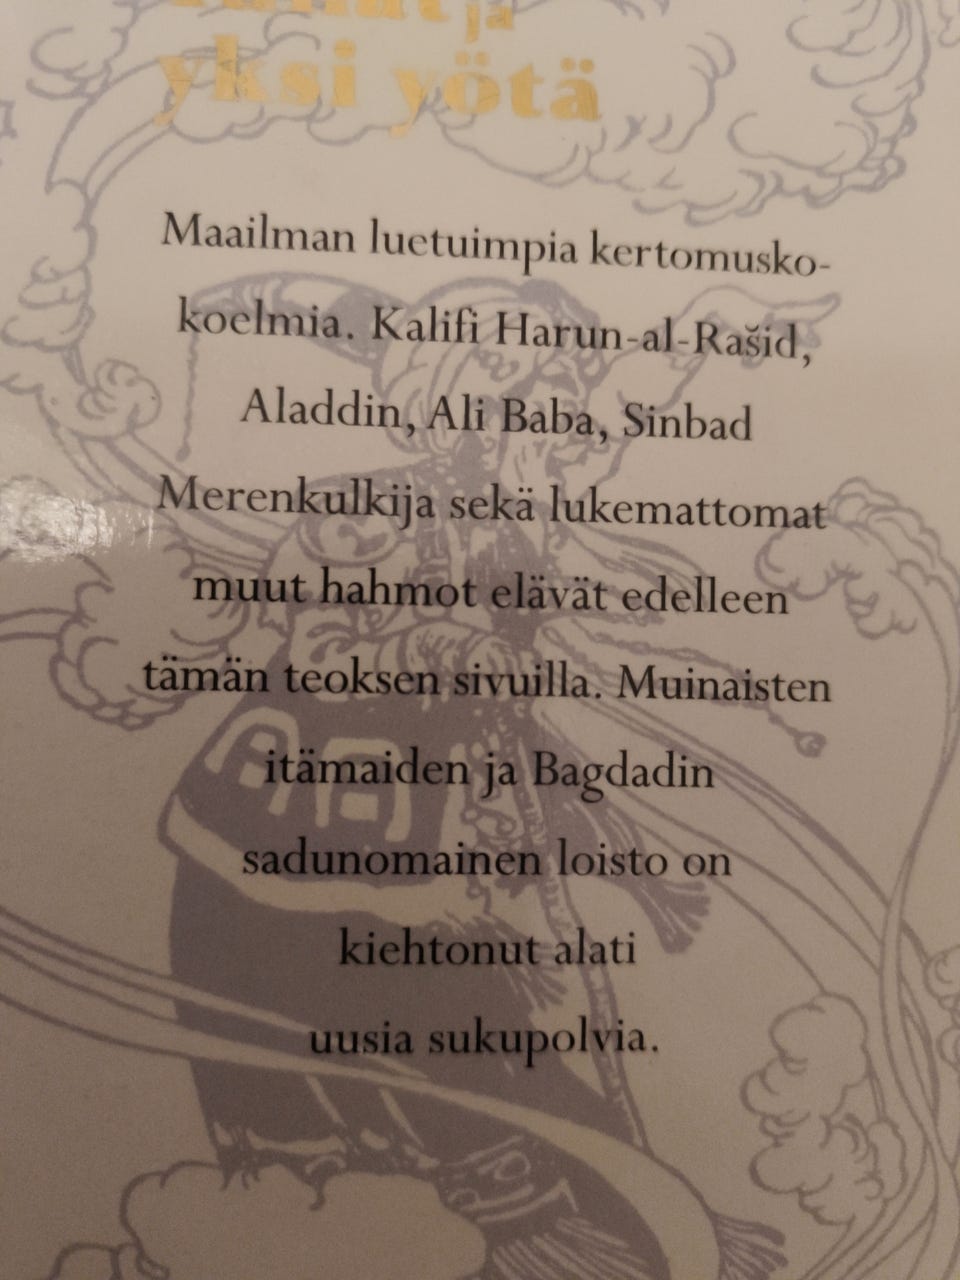 ja
yksi yötä
Maailman luetuimpia kertomusko-
koelmia. Kalifi Harun-al-Rašid,
Aladdin, Ali Baba, Sinbad
Merenkulkija sekä lukemattomat
muut hahmot elävät edelleen
tämän teoksen sivuilla. Muinaisten
itämaiden ja Bagdadin
sadunomainen loisto on
kiehtonut alati
uusia sukupolvia.